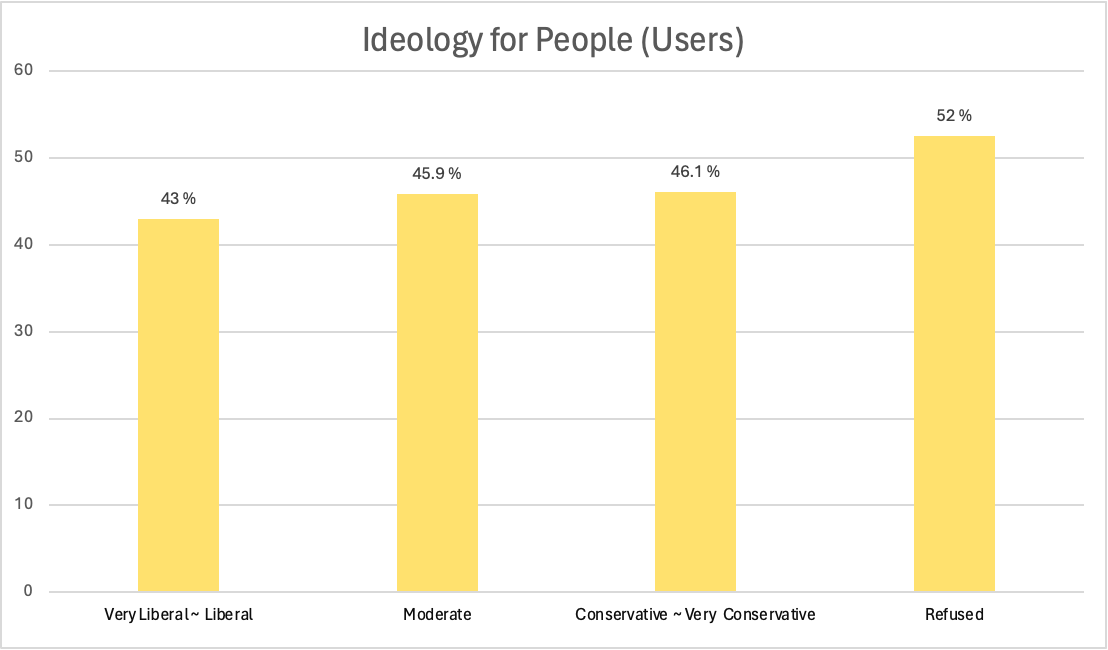 Ideology for People (Users)
60
50
40
30
20
10
0
43 %
45.9 %
46.1 %
52 %
Very Liberal ~ Liberal
Moderate
Conservative ~ Very Conservative
Refused